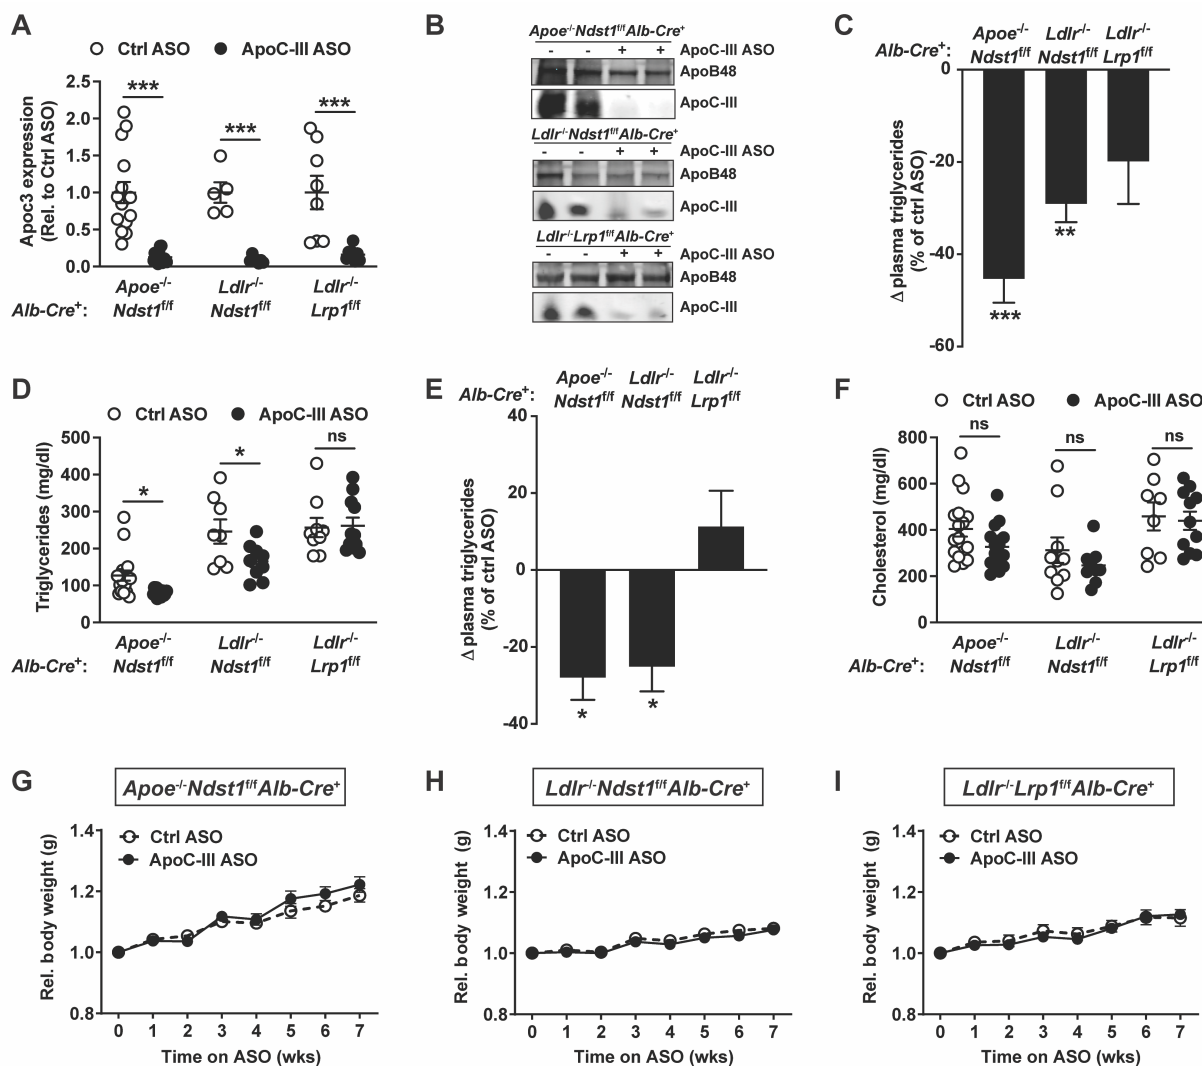 A
Ctrl ASO ApoC-III ASO
Apoc3 expression
(Rel. to Ctrl ASO)
2.5
2.0
1.5
1.0
0.5
0.0
*** *** ***
Apoe-/- Ldlr-/- Ldlr-/-
Alb-Cre+: Ndst1f/f Ndst1f/f Lrp1f/f
B
Apoe-/-Ndst1f/fAlb-Cre+
- - + + ApoC-III ASO
ApoB48
ApoC-III
Ldlr-/-Ndst1f/fAlb-Cre+
- - + + ApoC-III ASO
ApoB48
ApoC-III
Ldlr-/-Lrp1f/fAlb-Cre+
- - + + ApoC-III ASO
ApoB48
ApoC-III
C
Apoe-/- Ldlr-/- Ldlr-/-
Alb-Cre+: Ndst1f/f Ndst1f/f Lrp1f/f
Δ plasma triglycerides
(% of ctrl ASO)
0
-20
-40
-60
**
***
D
Ctrl ASO ApoC-III ASO
Triglycerides (mg/dl)
500
400
300
200
100
0
* * ns
Apoe-/- Ldlr-/- Ldlr-/-
Alb-Cre+: Ndst1f/f Ndst1f/f Lrp1f/f
E
Apoe-/- Ldlr-/- Ldlr-/-
Alb-Cre+: Ndst1f/f Ndst1f/f Lrp1f/f
Δ plasma triglycerides
(% of ctrl ASO)
40
20
0
-20
-40
* *
F
Ctrl ASO ApoC-III ASO
Cholesterol (mg/dl)
800
600
400
200
0
ns ns ns
Apoe-/- Ldlr-/- Ldlr-/-
Alb-Cre+: Ndst1f/f Ndst1f/f Lrp1f/f
G
Apoe-/-Ndst1f/fAlb-Cre+
Ctrl ASO
ApoC-III ASO
Rel. body weight (g)
1.4
1.2
1.0
0.8
0 1 2 3 4 5 6 7
Time on ASO (wks)
H
Ldlr-/-Ndst1f/fAlb-Cre+
Ctrl ASO
ApoC-III ASO
Rel. body weight (g)
1.4
1.2
1.0
0.8
0 1 2 3 4 5 6 7
Time on ASO (wks)
I
Ldlr-/-Lrp1f/fAlb-Cre+
Ctrl ASO
ApoC-III ASO
Rel. body weight (g)
1.4
1.2
1.0
0.8
0 1 2 3 4 5 6 7
Time on ASO (wks)